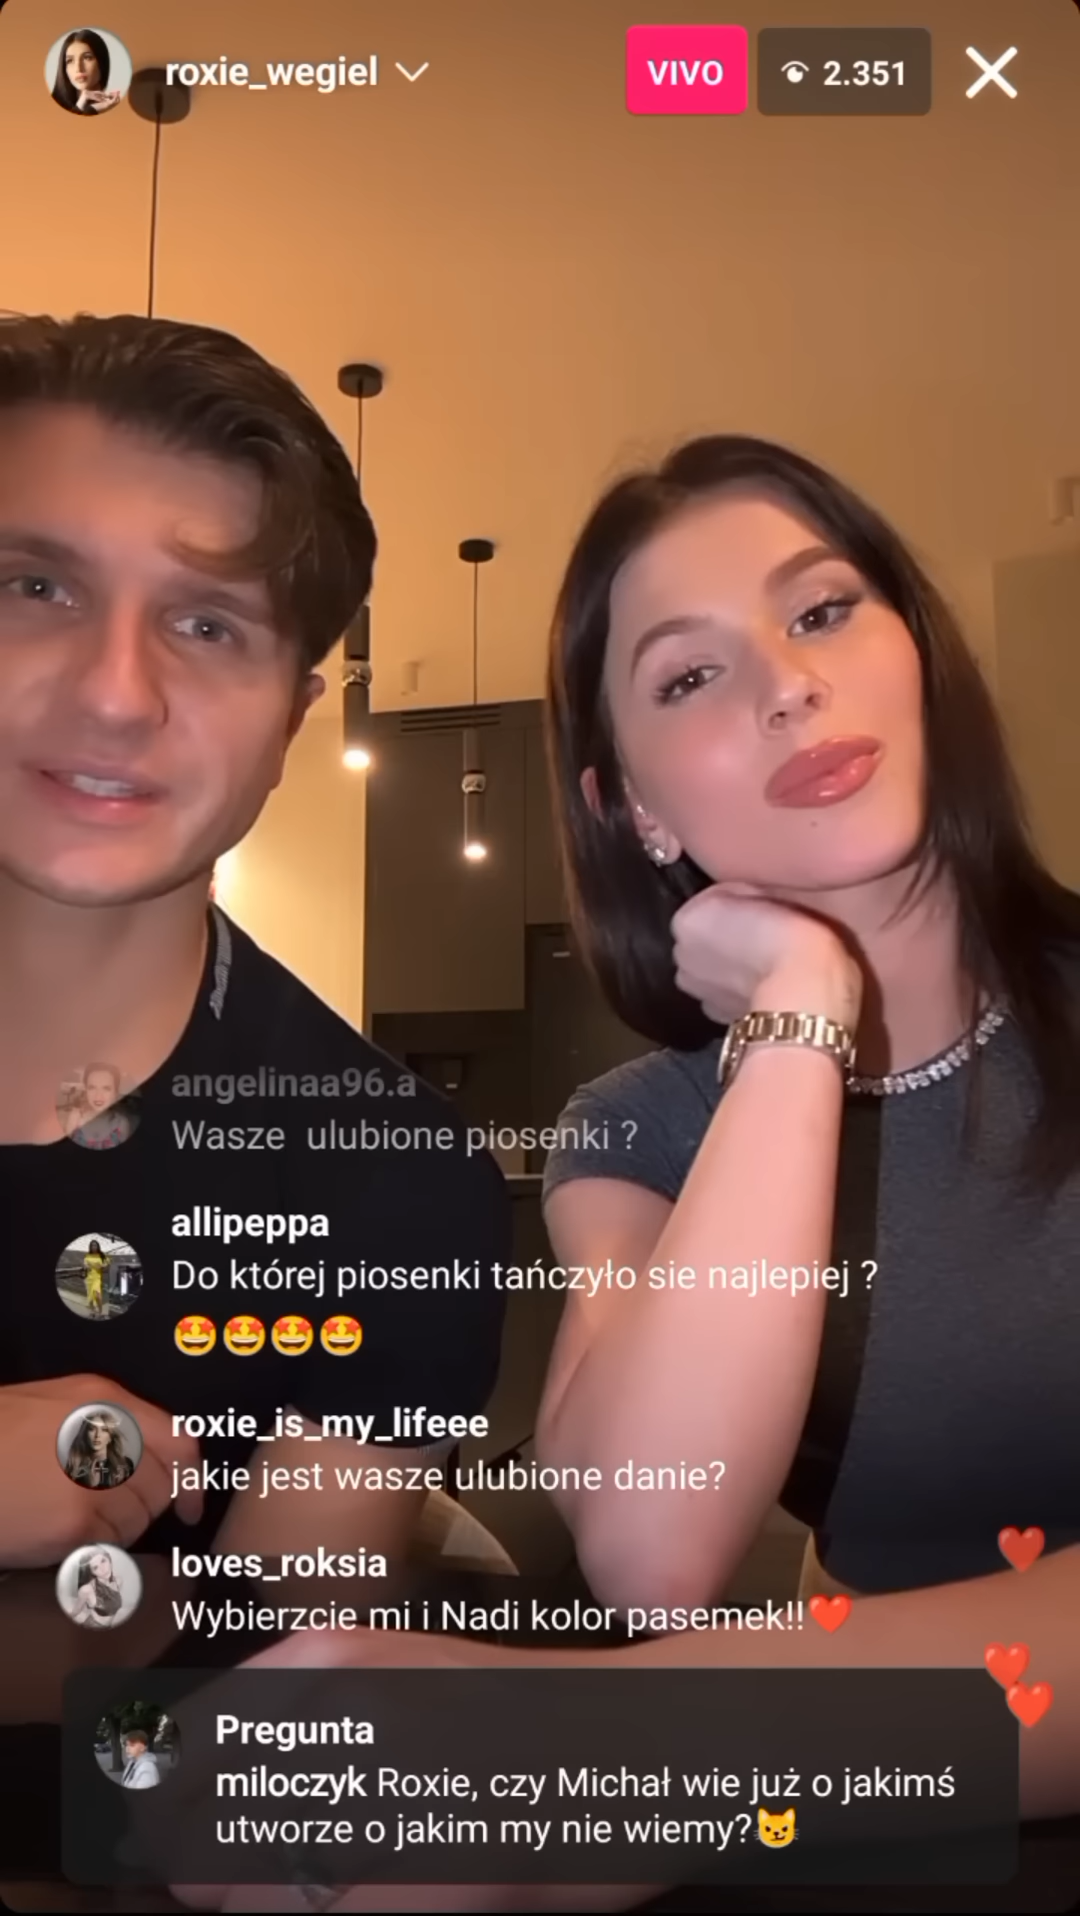 roxie_wegiel
VIVO
2.351
angelinaa96.a
Wasze ulubione piosenki ?
allipeppa
Do której piosenki tańczyło sie najlepiej ?
🤩🤩🤩🤩
roxie_is_my_lifeee
jakie jest wasze ulubione danie?
loves_roksia
Wybierzcie mi i Nadi kolor pasemek!!❤️
Pregunta
miloczyk Roxie, czy Michał wie już o jakimś
utworze o jakim my nie wiemy?😼